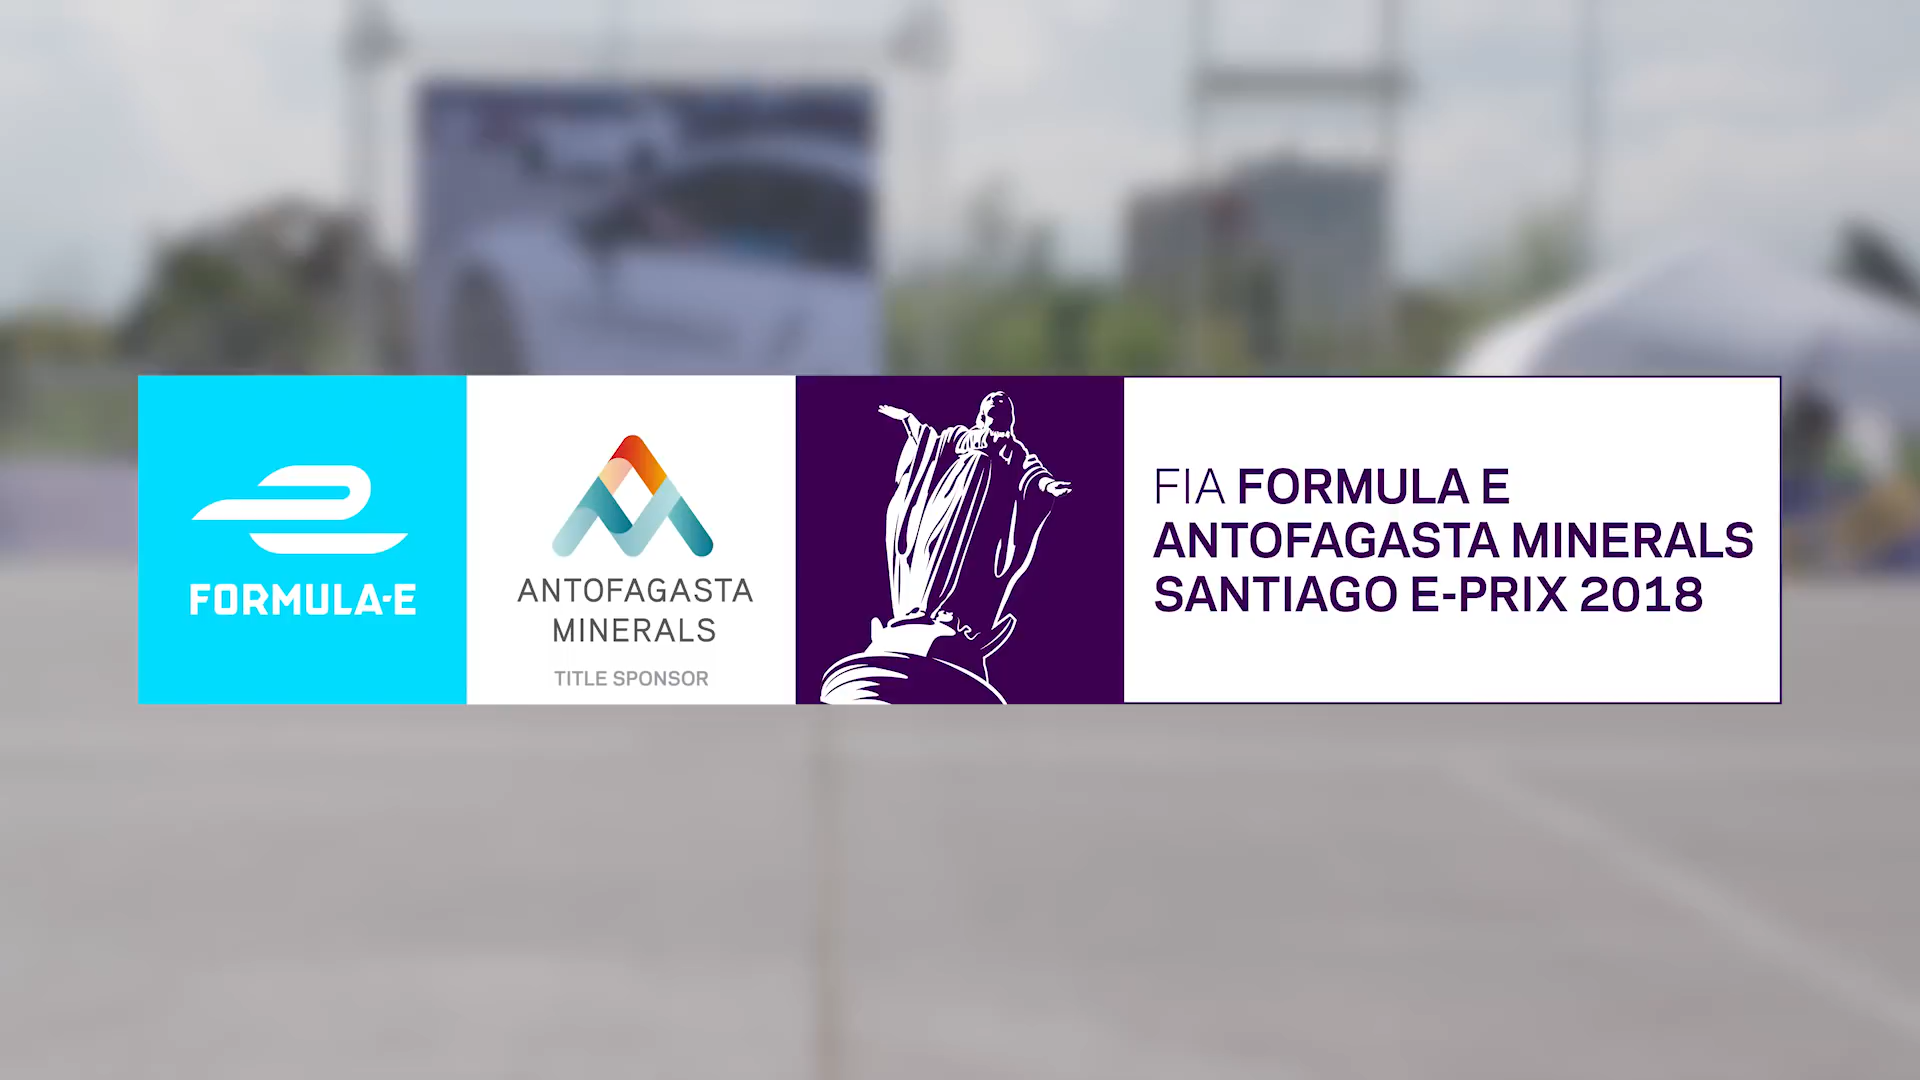 FORMULA-E
ANTOFAGASTA
MINERALS
TITLE SPONSOR
FIA FORMULA E
ANTOFAGASTA MINERALS
SANTIAGO E-PRIX 2018